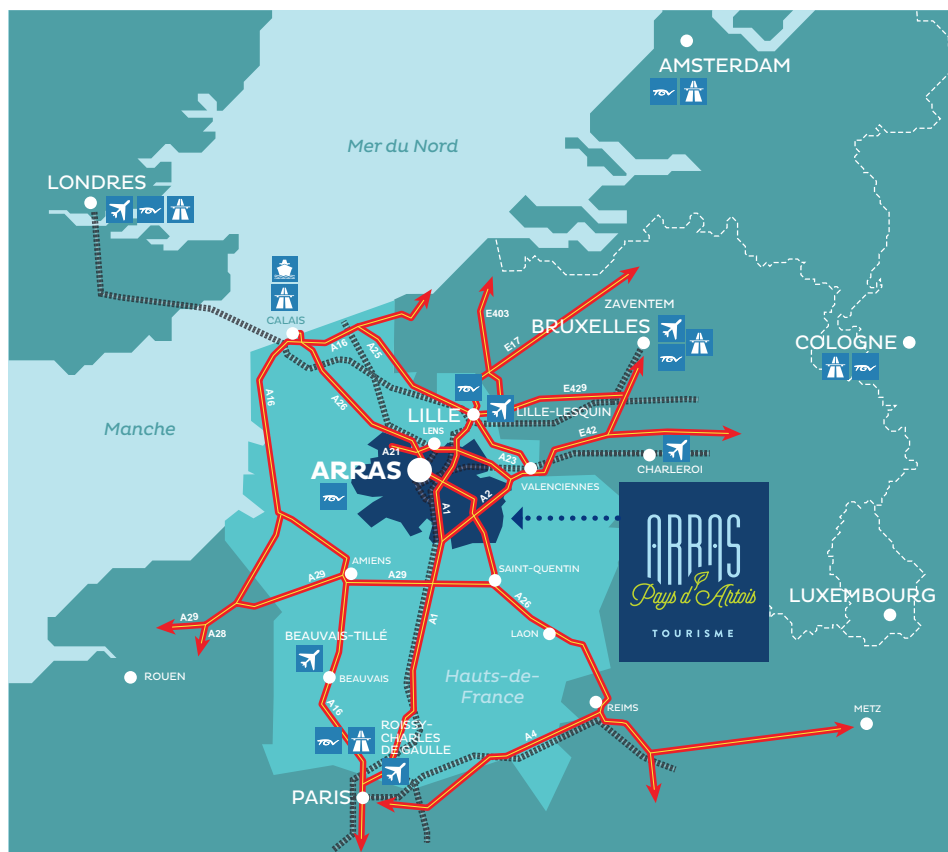 AMSTERDAM
TGV
Mer du Nord
LONDRES
TGV
CALAIS
E403
ZAVENTEM
BRUXELLES
TGV
E17
COLOGNE
TGV
A16
A25
A16
A26
TGV
E429
LILLE
LILLE-LESQUIN
LENS
E42
Manche
A21
A23
ARRAS
CHARLEROI
TGV
VALENCIENNES
A1
A2
ARRAS
Pays d'Artois
TOURISME
AMIENS
A29
A29
SAINT-QUENTIN
A26
LUXEMBOURG
A29
A28
A1
BEAUVAIS-TILLÉ
LAON
ROUEN
BEAUVAIS
Hauts-de-
France
A16
REIMS
METZ
TGV
ROISSY-
CHARLES
DE GAULLE
A4
PARIS